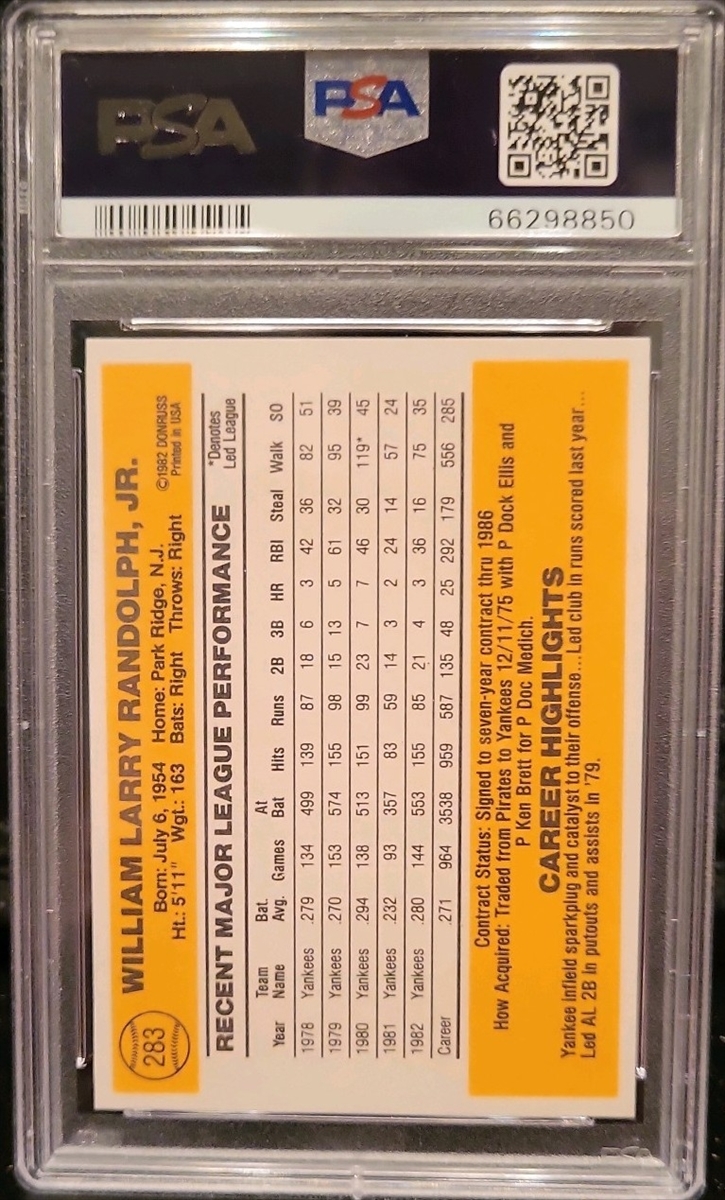 PSA
PSA
66298850
283
WILLIAM LARRY RANDOLPH, JR.
Born: July 6, 1954 Home: Park Ridge, N.J.
Ht.: 5'11" Wgt.: 163 Bats: Right Throws: Right
©1982 DONRUSS
Printed in USA
RECENT MAJOR LEAGUE PERFORMANCE
*Denotes
Led League
Year Team Name Bat. Avg. Games At Bat Hits Runs 2B 3B HR RBI Steal Walk SO
1978 Yankees .279 134 499 139 87 18 6 3 42 36 82 51
1979 Yankees .270 153 574 155 98 15 13 5 61 32 95 39
1980 Yankees .294 138 513 151 99 23 7 7 46 30 119* 45
1981 Yankees .232 93 357 83 59 14 3 2 24 14 57 24
1982 Yankees .280 144 553 155 85 21 4 3 36 16 75 35
Career .271 964 3538 959 587 135 48 25 292 179 556 285
Contract Status: Signed to seven-year contract thru 1986
How Acquired: Traded from Pirates to Yankees 12/11/75 with P Dock Ellis and
P Ken Brett for P Doc Medich.
CAREER HIGHLIGHTS
Yankee infield sparkplug and catalyst to their offense...Led club in runs scored last year...
Led AL 2B in putouts and assists in '79.